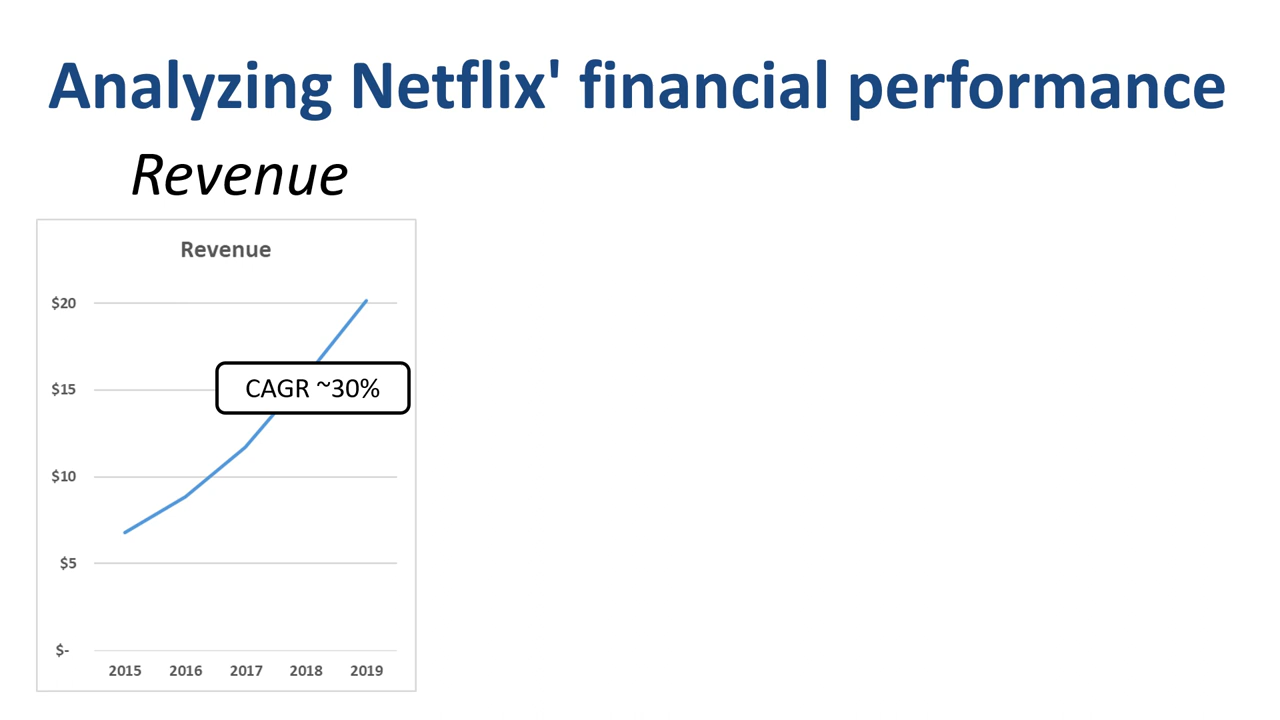 Analyzing Netflix' financial performance
Revenue
Revenue
$20
CAGR ~30%
$15
$10
$5
$-
2015 2016 2017 2018 2019